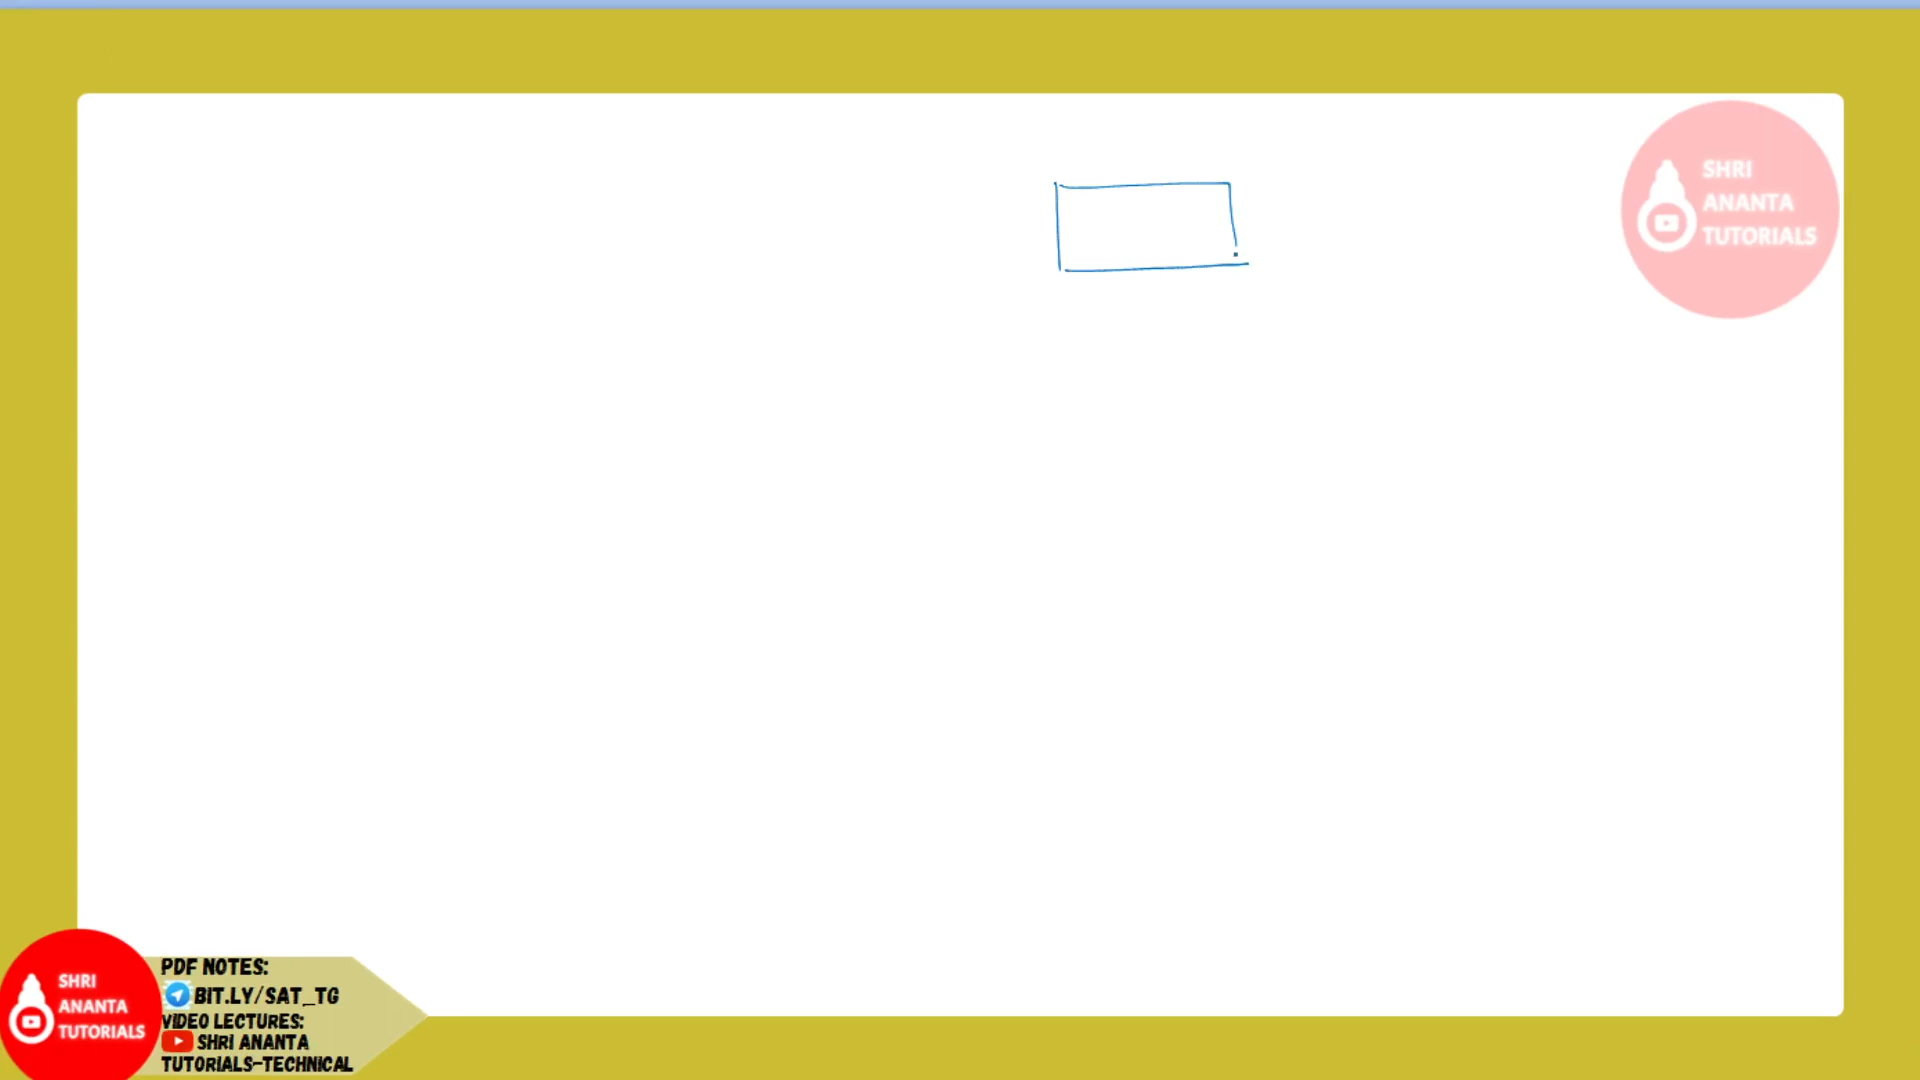 SHRI
ANANTA
TUTORIALS
SHRI
ANANTA
TUTORIALS
PDF NOTES:
BIT.LY/SAT_TG
VIDEO LECTURES:
SHRI ANANTA
TUTORIALS-TECHNICAL